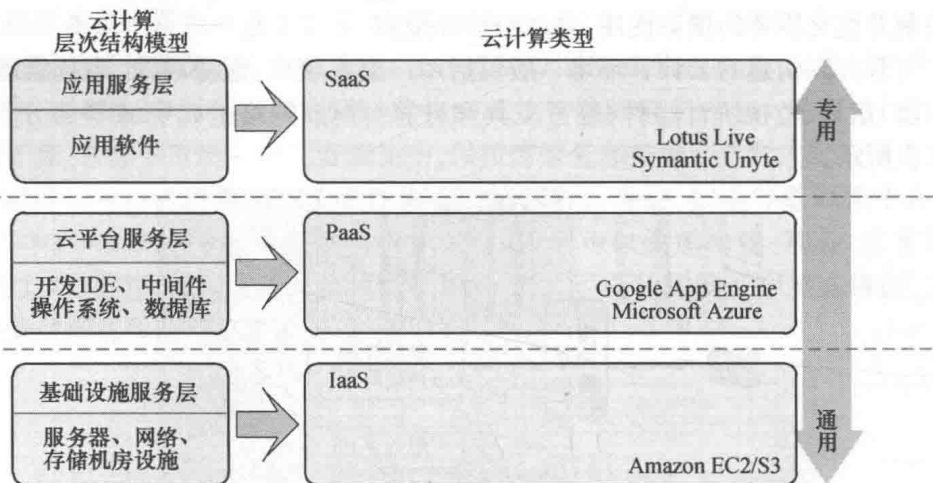 云计算
层次结构模型
云计算类型
应用服务层
应用软件
SaaS
Lotus Live
Symantic Unyte
专用
云平台服务层
开发IDE、中间件
操作系统、数据库
PaaS
Google App Engine
Microsoft Azure
基础设施服务层
服务器、网络、
存储机房设施
IaaS
Amazon EC2/S3
通用